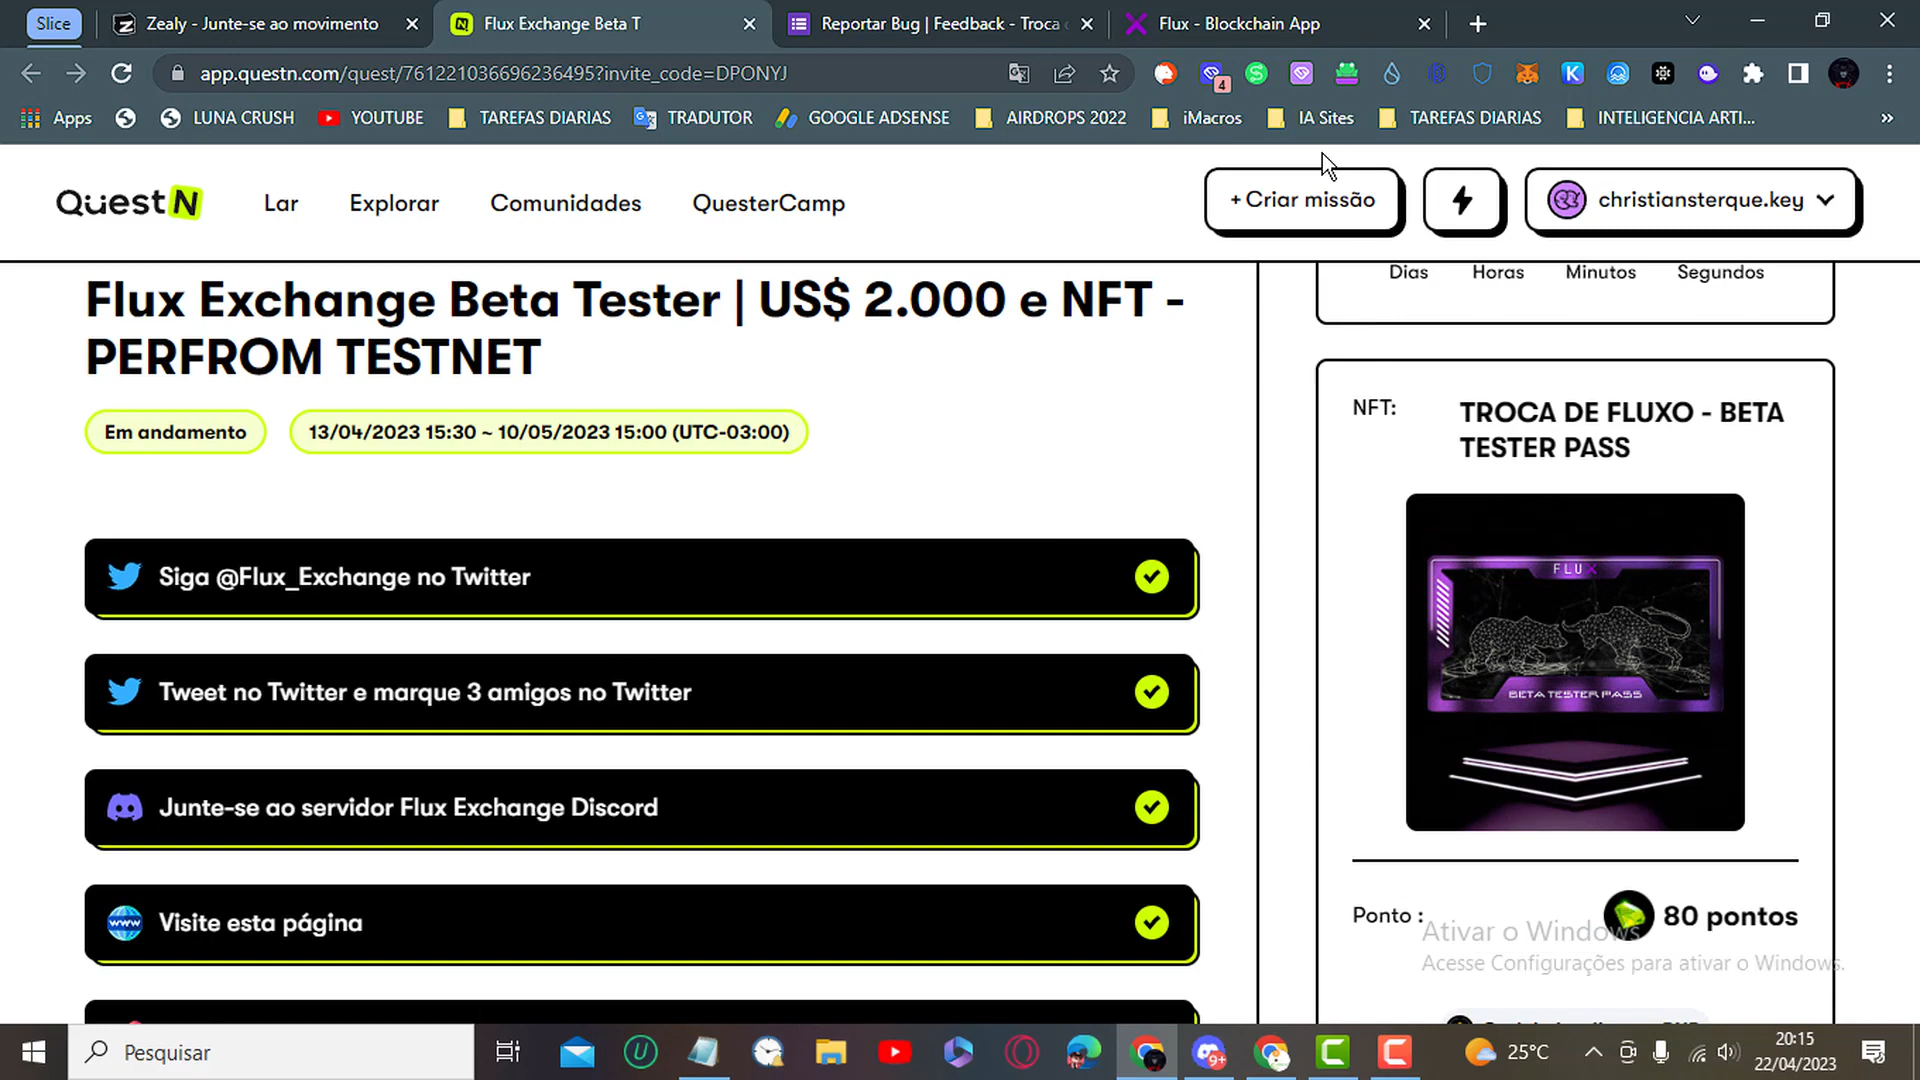 Slice
Zealy - Junte-se ao movimento
Flux Exchange Beta T
Reportar Bug | Feedback - Troca
Flux - Blockchain App
app.questn.com/quest/761221036696236495?invite_code=DPONYJ
4
Apps
LUNA CRUSH
YOUTUBE
TAREFAS DIARIAS
TRADUTOR
GOOGLE ADSENSE
AIRDROPS 2022
iMacros
IA Sites
TAREFAS DIARIAS
INTELIGENCIA ARTI...
»
QuestN
Lar
Explorar
Comunidades
QuesterCamp
+ Criar missão
christiansterque.key
Flux Exchange Beta Tester | US$ 2.000 e NFT -
PERFROM TESTNET
Em andamento
13/04/2023 15:30 ~ 10/05/2023 15:00 (UTC-03:00)
Siga @Flux_Exchange no Twitter
Tweet no Twitter e marque 3 amigos no Twitter
Junte-se ao servidor Flux Exchange Discord
WWW
Visite esta página
Dias
Horas
Minutos
Segundos
NFT:
TROCA DE FLUXO - BETA
TESTER PASS
FLUX
BETA TESTER PASS
Ponto :
80 pontos
Ativar o Windows
Acesse Configurações para ativar o Windows.
Pesquisar
9+
25°C
20:15
22/04/2023